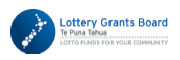 Lottery Grants Board
Te Puna Tahua
LOTTO FUNDS FOR YOUR COMMUNITY